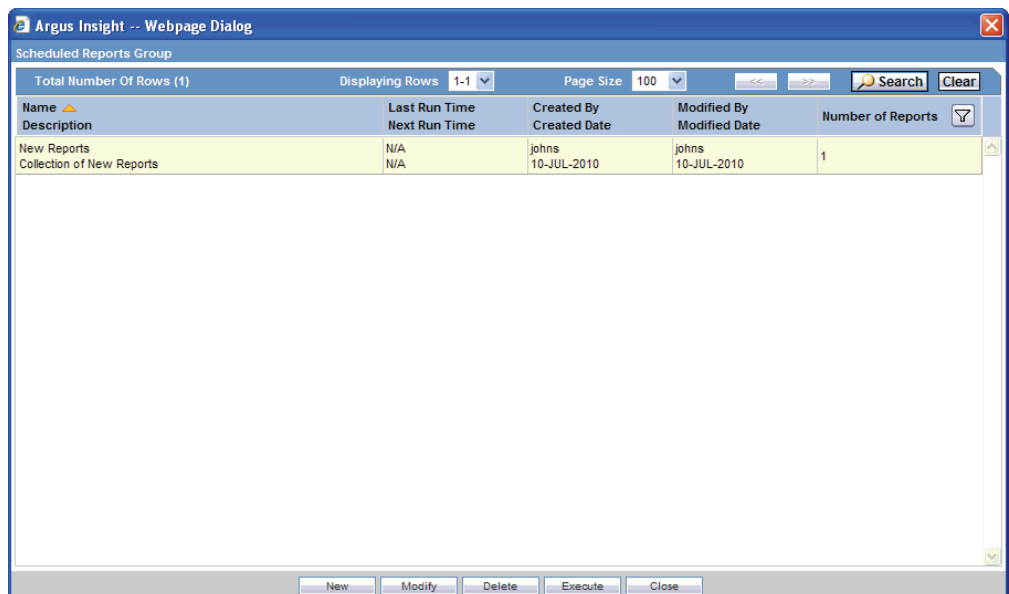 Argus Insight -- Webpage Dialog
Scheduled Reports Group
Total Number Of Rows (1) Displaying Rows 1-1 Page Size 100 << >> Search Clear
Name Last Run Time Created By Modified By Number of Reports
Description Next Run Time Created Date Modified Date
New Reports N/A johns johns 1
Collection of New Reports N/A 10-JUL-2010 10-JUL-2010
New Modify Delete Execute Close